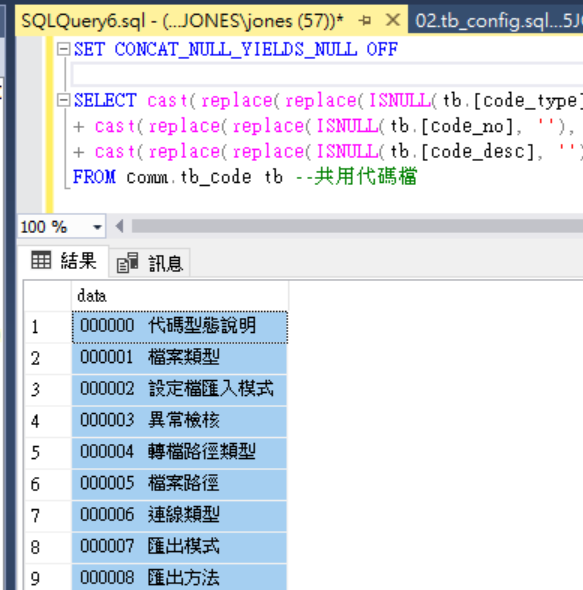 SQLQuery6.sql - (...JONES\jones (57))* 02.tb_config.sql...5J
SET CONCAT_NULL_YIELDS_NULL OFF
SELECT cast(replace(replace(ISNULL(tb.[code_type]
+ cast(replace(replace(ISNULL(tb.[code_no], ''),
+ cast(replace(replace(ISNULL(tb.[code_desc], '')
FROM comm.tb_code tb --共用代碼檔
100 %
結果 訊息
data
1 000000 代碼型態說明
2 000001 檔案類型
3 000002 設定檔匯入模式
4 000003 異常檢核
5 000004 轉檔路徑類型
6 000005 檔案路徑
7 000006 連線類型
8 000007 匯出模式
9 000008 匯出方法